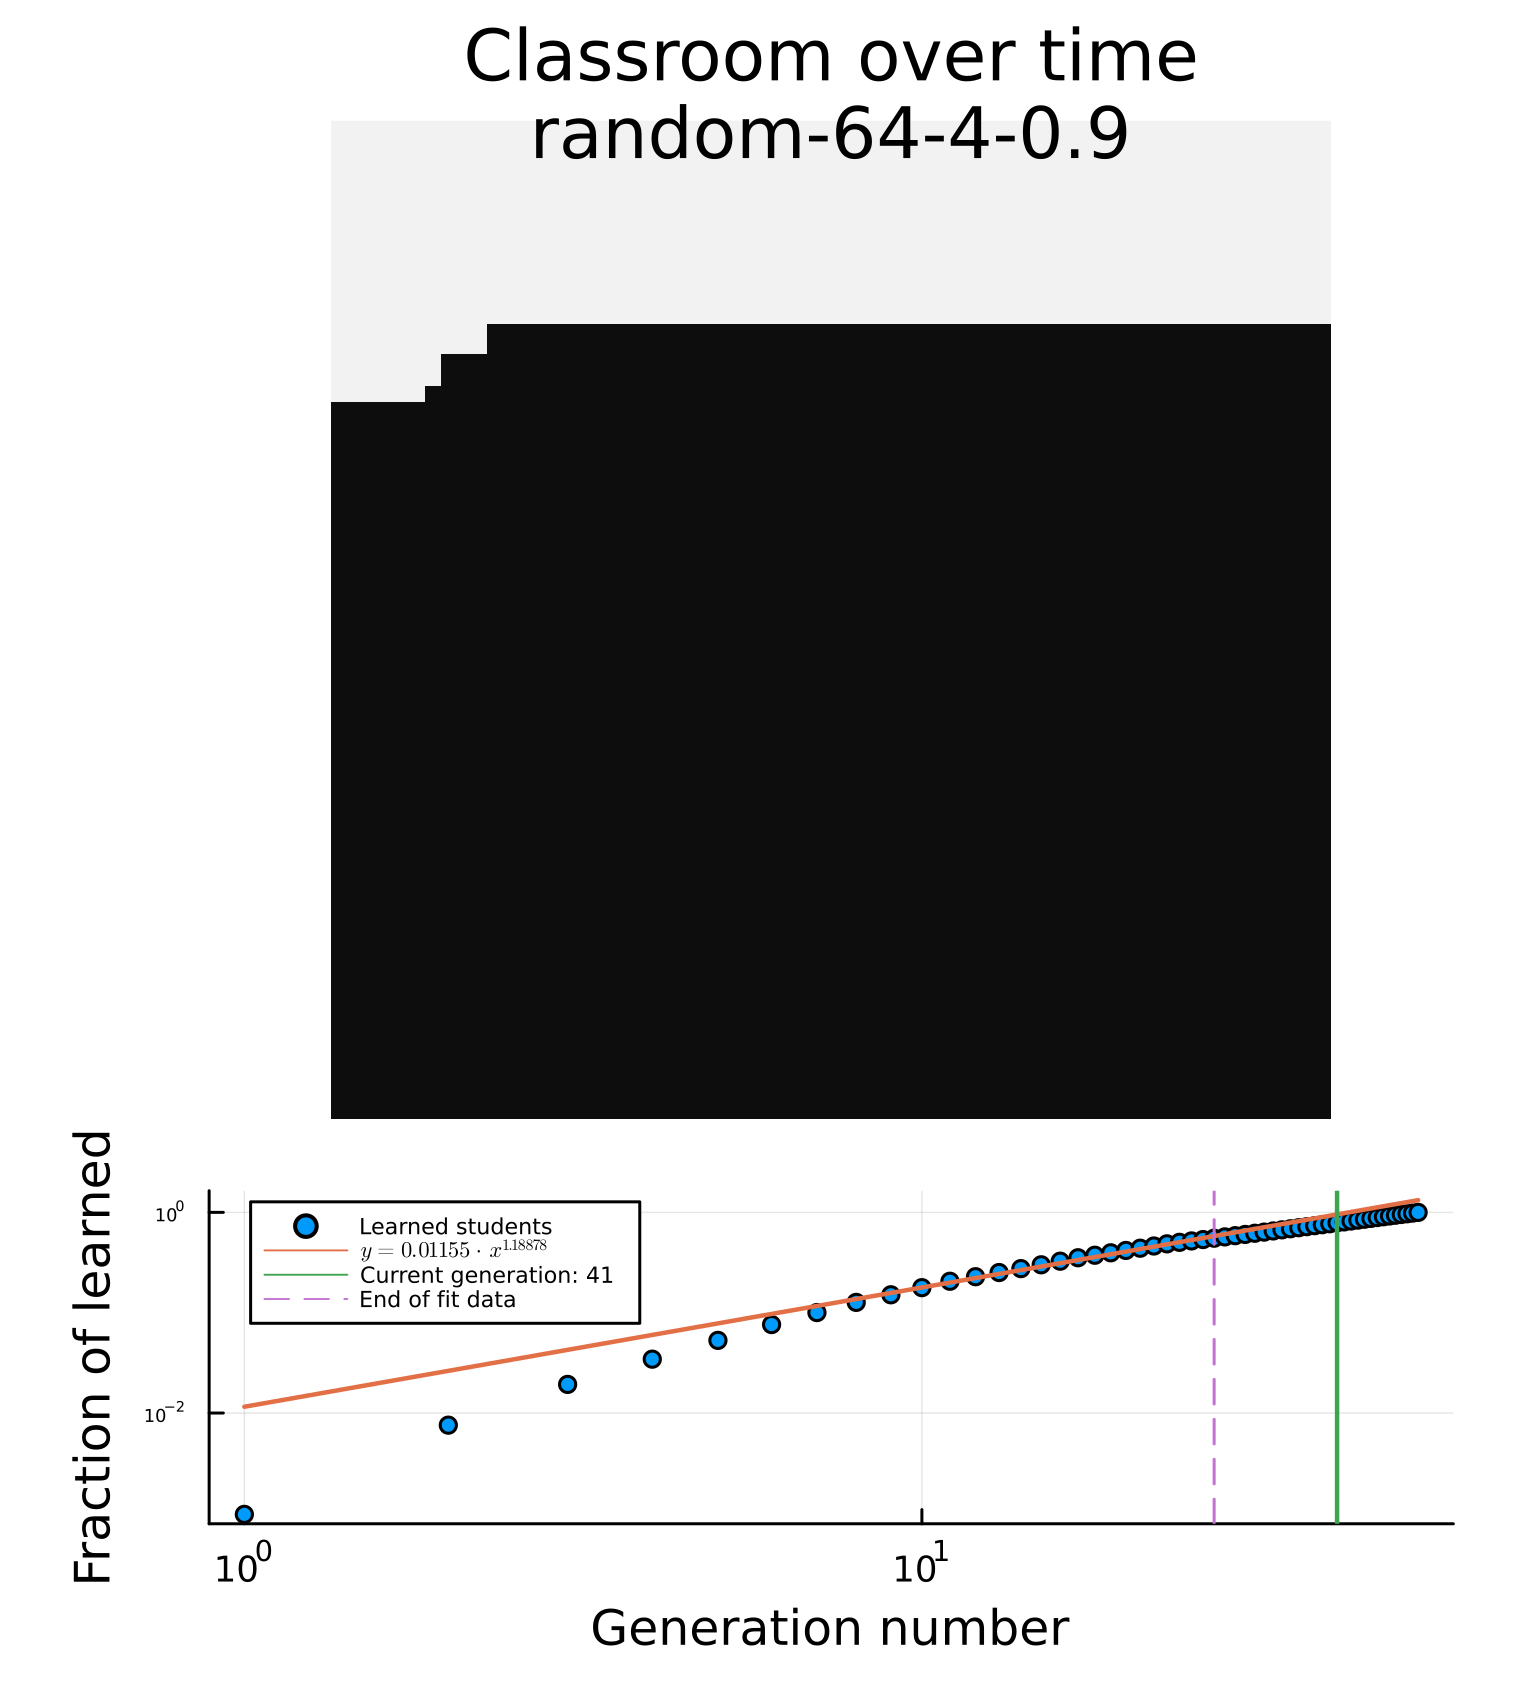 Classroom over time
random-64-4-0.9
Fraction of learned
10^0
10^−2
Learned students
y = 0.01155 · x^1.18878
Current generation: 41
End of fit data
10^0
10^1
Generation number